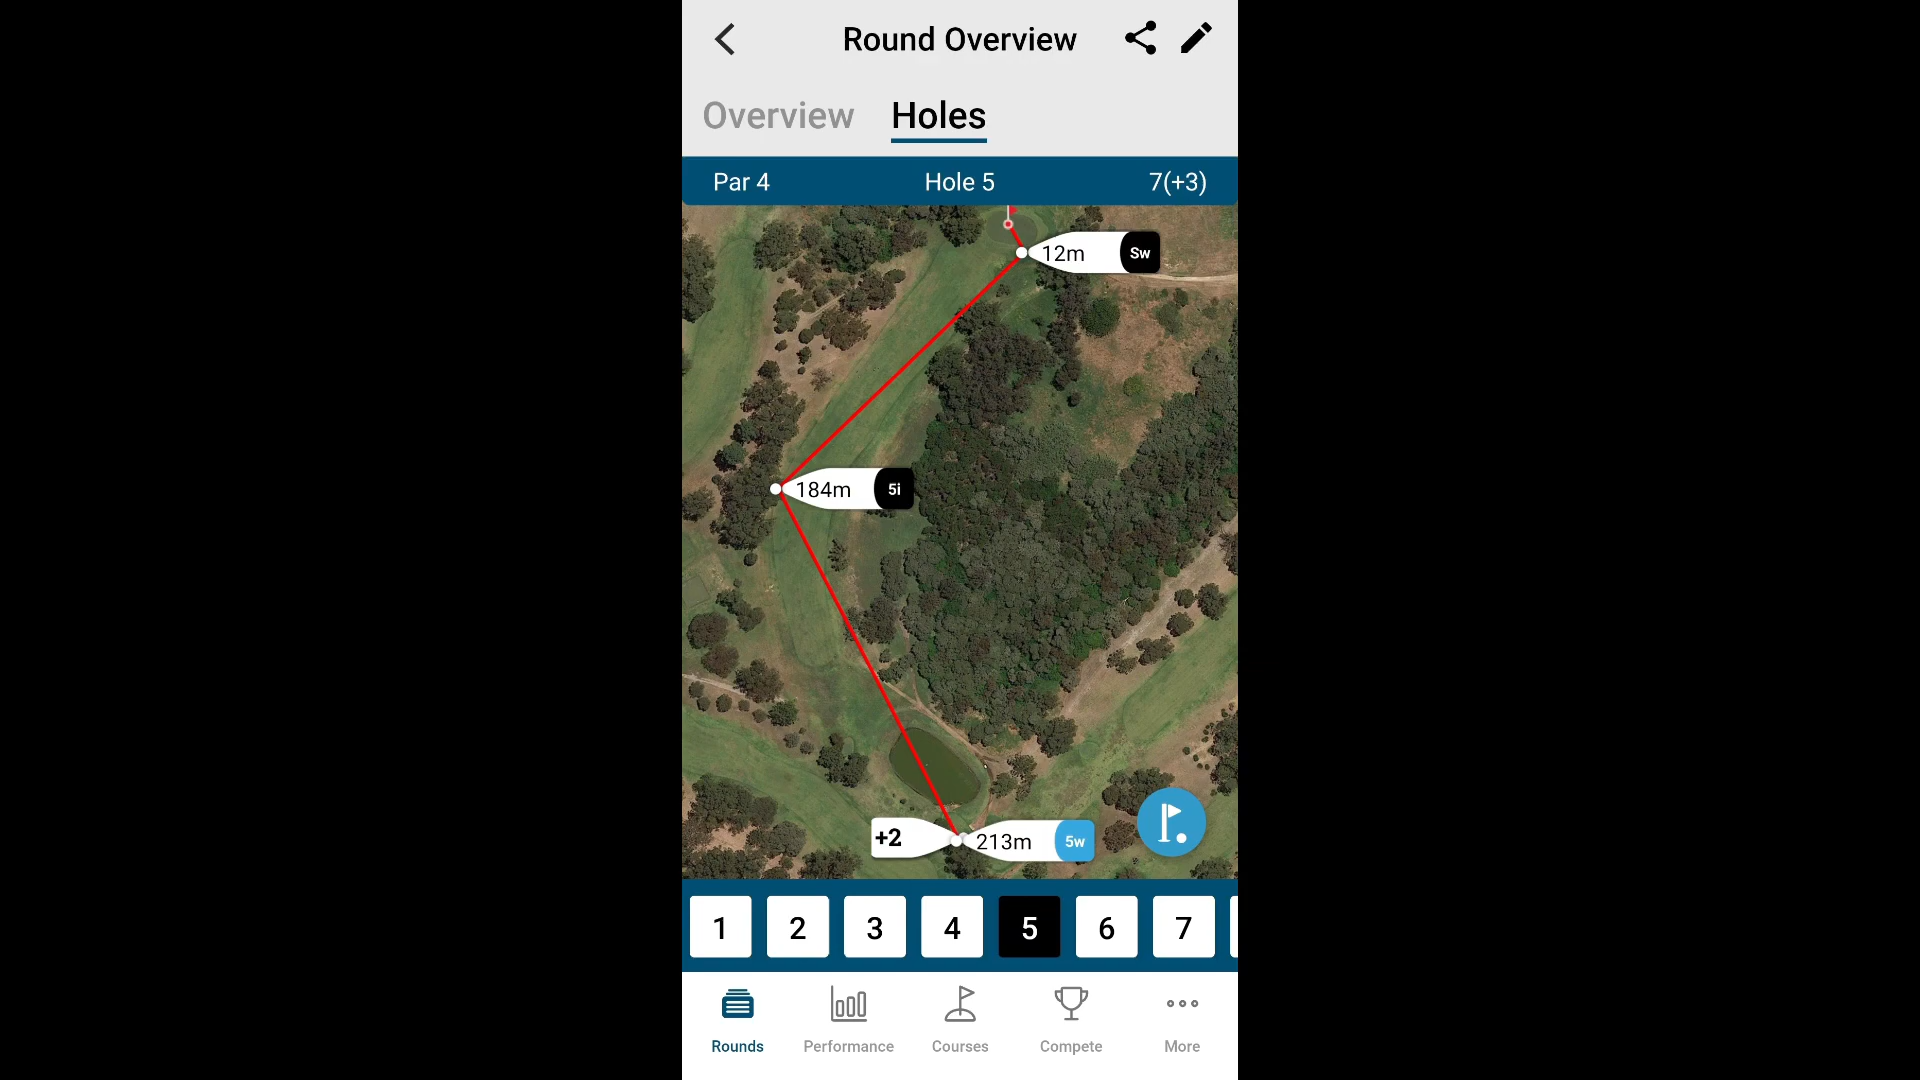 Round Overview
Overview Holes
Par 4 Hole 5 7(+3)
12m Sw
184m 5i
+2 213m 5w
1 2 3 4 5 6 7
Rounds Performance Courses Compete More